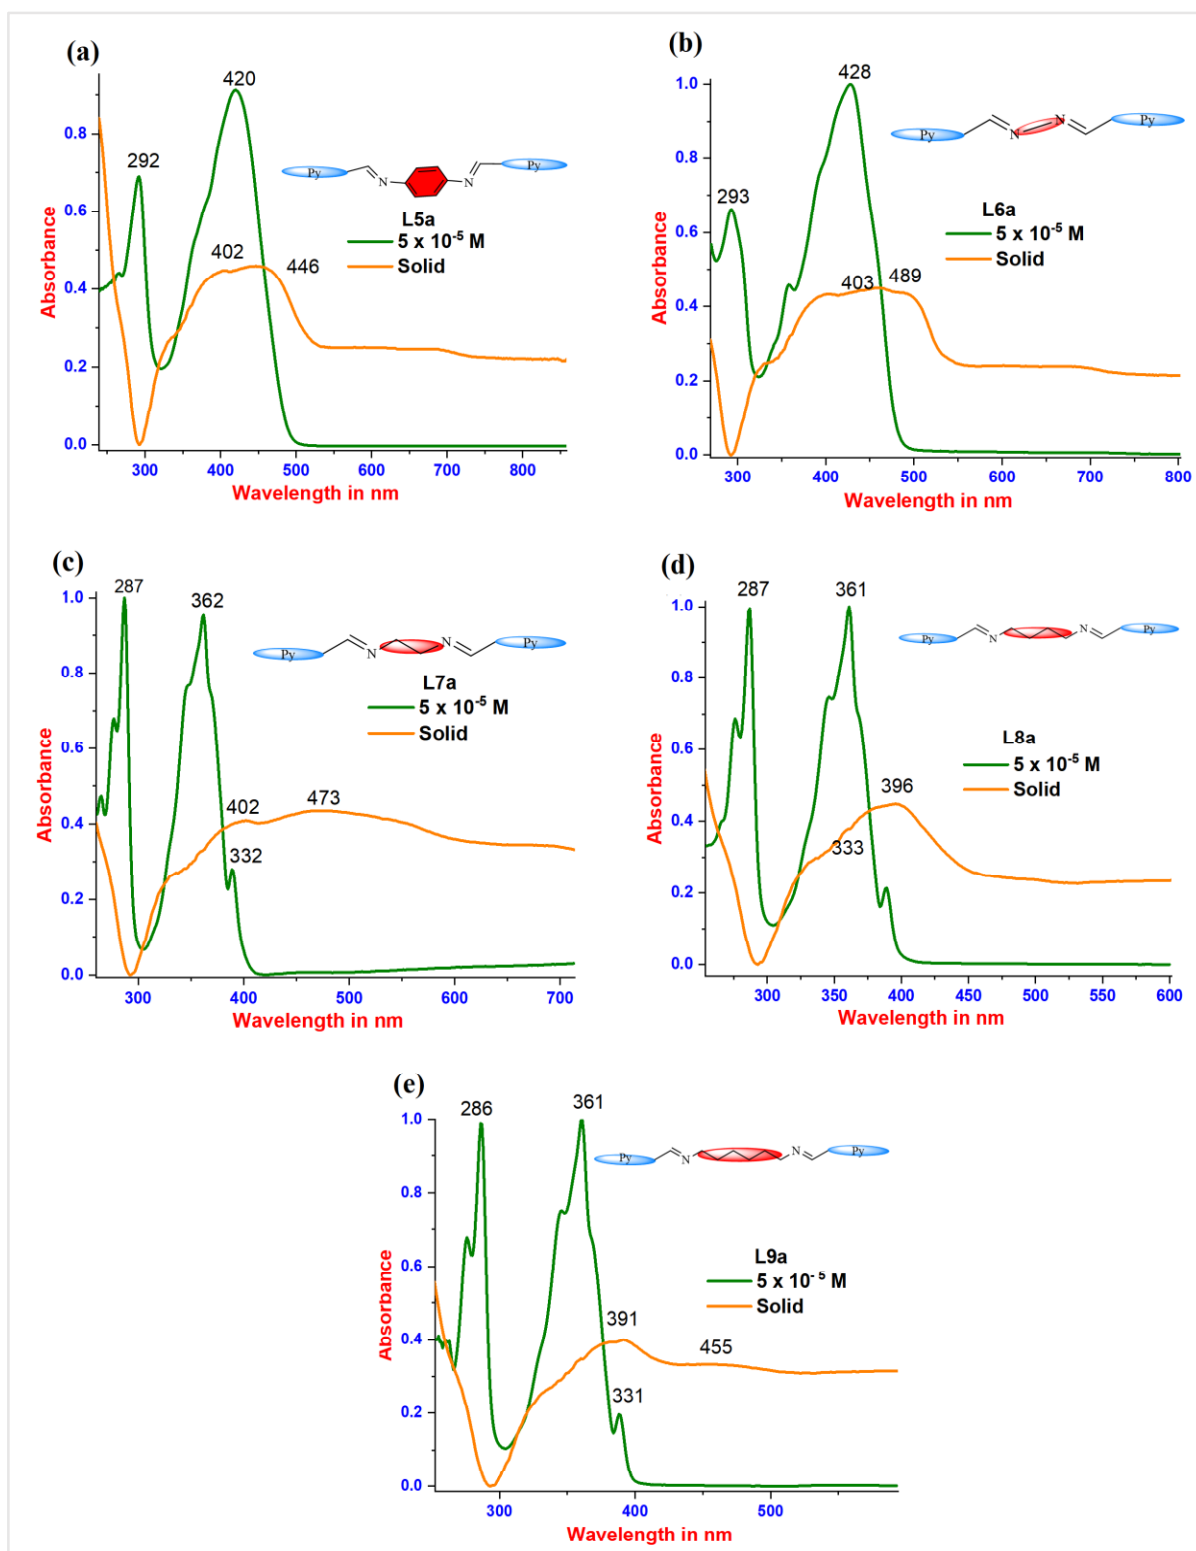 (a)
420
292
402
446
Py
N
N
Py
L5a
5 x 10⁻⁵ M
Solid
Absorbance
0.8
0.6
0.4
0.2
0.0
300 400 500 600 700 800
Wavelength in nm
(b)
428
293
403
489
Py
N
N
Py
L6a
5 x 10⁻⁵ M
Solid
Absorbance
1.0
0.8
0.6
0.4
0.2
0.0
300 400 500 600 700 800
Wavelength in nm
(c)
287
362
402
473
332
Py
N
N
Py
L7a
5 x 10⁻⁵ M
Solid
Absorbance
1.0
0.8
0.6
0.4
0.2
0.0
300 400 500 600 700
Wavelength in nm
(d)
287
361
396
333
Py
N
N
Py
L8a
5 x 10⁻⁵ M
Solid
Absorbance
1.0
0.8
0.6
0.4
0.2
0.0
300 350 400 450 500 550 600
Wavelength in nm
(e)
286
361
391
455
331
Py
N
N
Py
L9a
5 x 10⁻⁵ M
Solid
Absorbance
1.0
0.8
0.6
0.4
0.2
0.0
300 400 500
Wavelength in nm